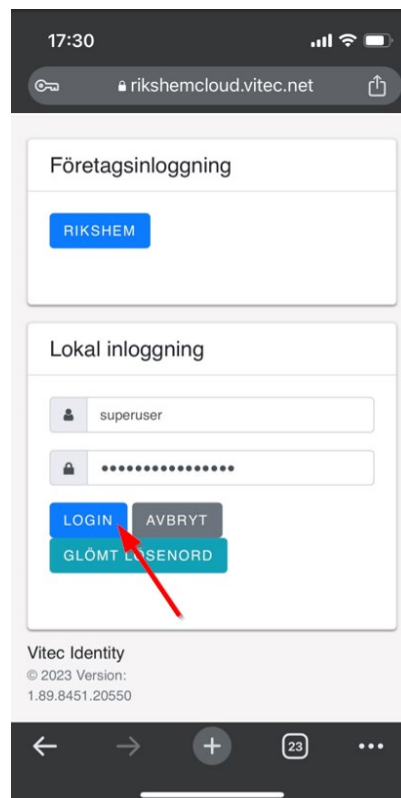 17:30
rikshemcloud.vitec.net
Företagsinloggning
RIKSHEM
Lokal inloggning
superuser
••••••••••••••••
LOGIN AVBRYT
GLÖMT LÖSENORD
Vitec Identity
© 2023 Version:
1.89.8451.20550
23